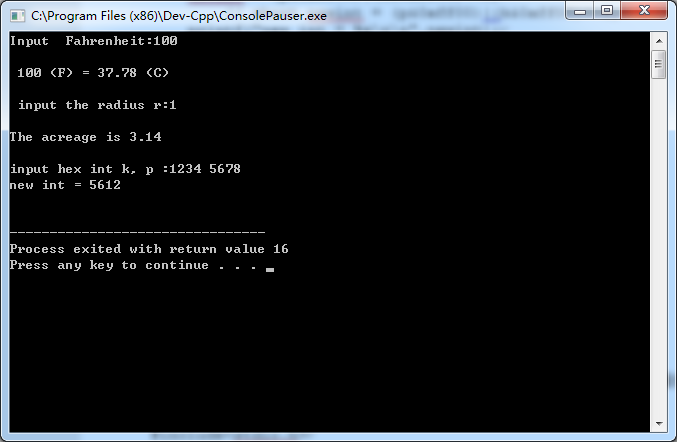 C:\Program Files (x86)\Dev-Cpp\ConsolePauser.exe
Input  Fahrenheit:100
 100 (F) = 37.78 (C)
 input the radius r:1
The acreage is 3.14
input hex int k, p :1234 5678
new int = 5612
--------------------------------
Process exited with return value 16
Press any key to continue . . .